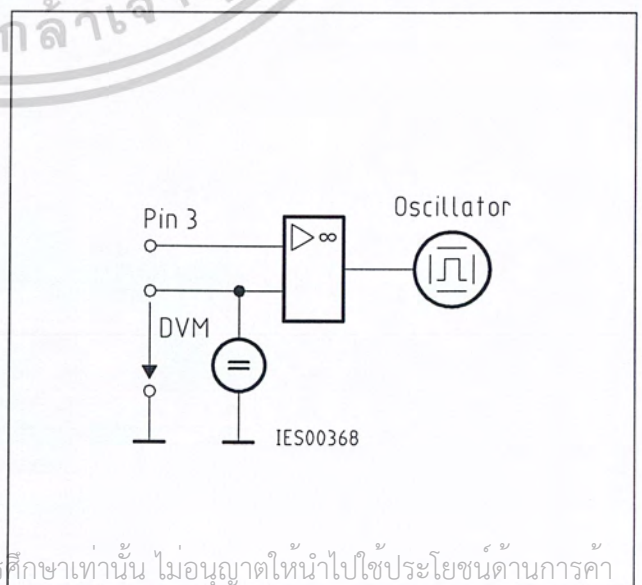 Pin 3
Oscillator
DVM
IES00368
ศึกษาเท่านั้น ไม่อนุญาตให้นำไปใช้ประโยชน์ด้านการค้า